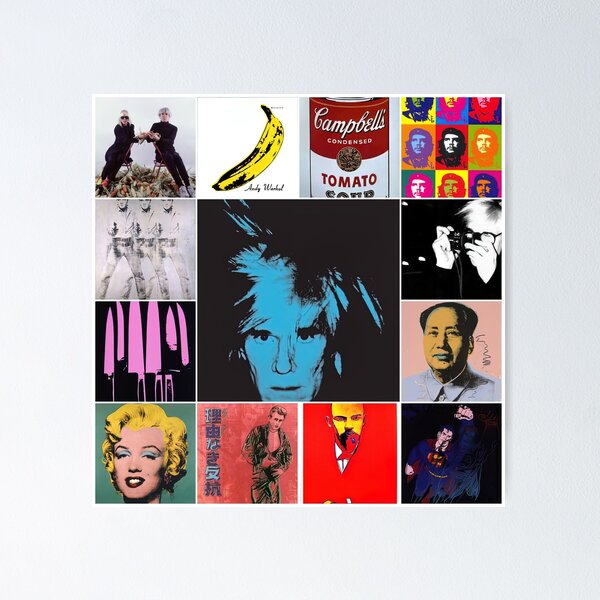 Andy Warhol
Campbell's
CONDENSED
TOMATO
SOUP
理由なき反抗